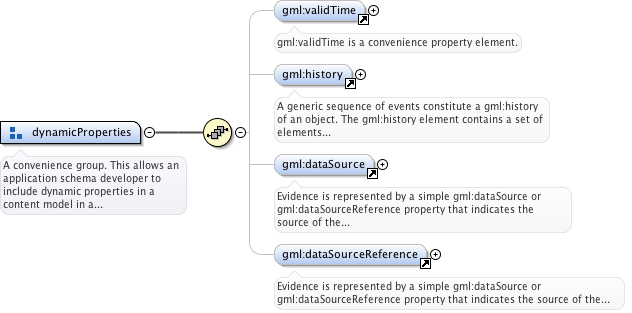 gml:validTime
gml:validTime is a convenience property element.
gml:history
A generic sequence of events constitute a gml:history
of an object. The gml:history element contains a set of
elements...
dynamicProperties
A convenience group. This allows an
application schema developer to
include dynamic properties in a
content model in a...
gml:dataSource
Evidence is represented by a simple gml:dataSource or
gml:dataSourceReference property that indicates the
source of the...
gml:dataSourceReference
Evidence is represented by a simple gml:dataSource or
gml:dataSourceReference property that indicates the source of the...